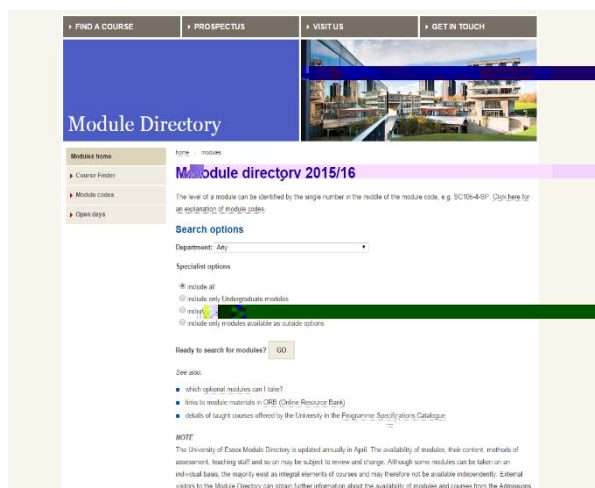 FIND A COURSE
PROSPECTUS
VISIT US
GET IN TOUCH
Module Directory
Modules home
Course Finder
Module codes
Open days
home modules
Module directory 2015/16
The level of a module can be identified by the single number in the middle of the module code, e.g. SC105-4-SP. Click here for
an explanation of module codes.
Search options
Department: Any
Specialist options
include all
include only Undergraduate modules
include only modules available as outside options
Ready to search for modules? GO
See also:
which optional modules can I take?
links to module materials in ORB (Online Resource Bank)
details of taught courses offered by the University in the Programme Specifications Catalogue
NOTE
The University of Essex Module Directory is updated annually in April. The availability of modules, their content, methods of
assessment, teaching staff and so on may be subject to review and change. Although some modules can be taken on an
individual basis, the majority exist as integral elements of courses and may therefore not be available independently. External
visitors to the Module Directory can obtain further information about the availability of modules and courses from the Admissions